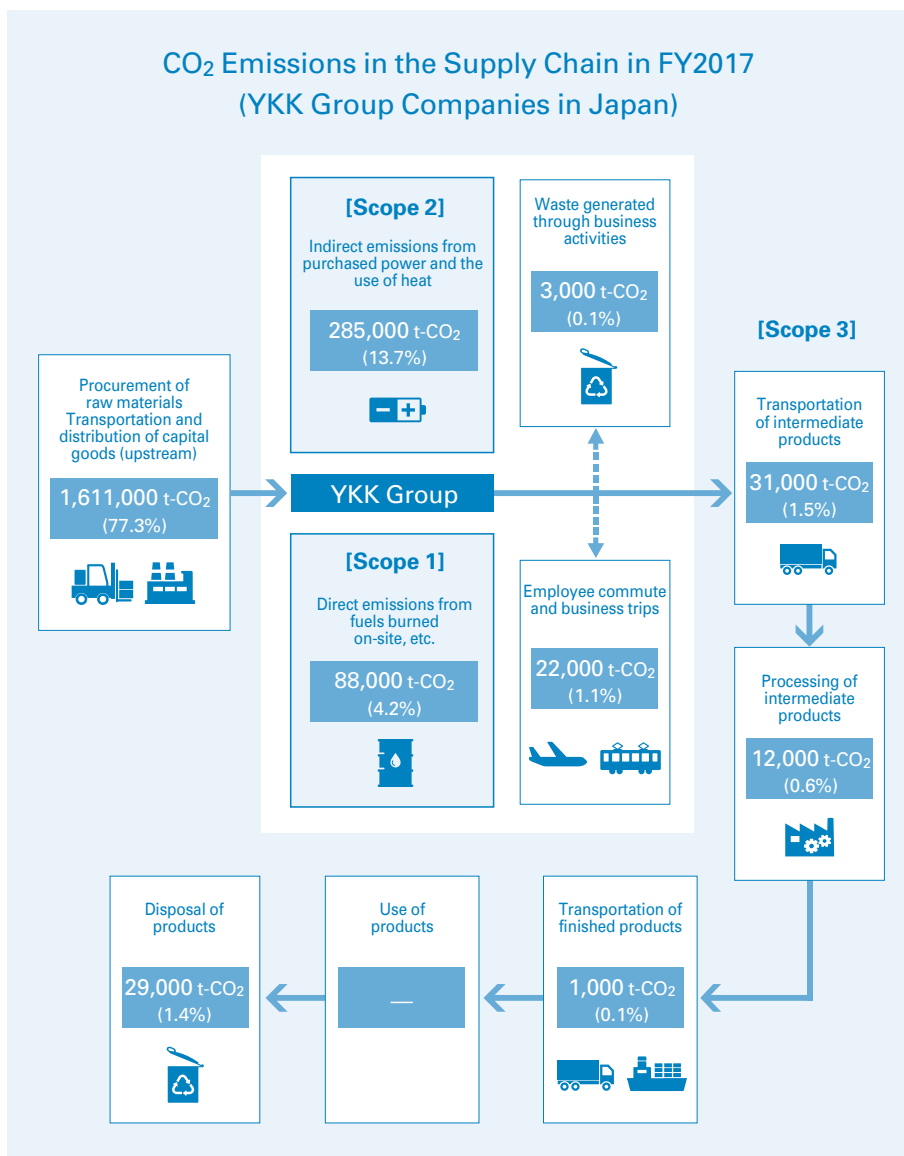 CO₂ Emissions in the Supply Chain in FY2017
(YKK Group Companies in Japan)
[Scope 2]
Indirect emissions from
purchased power and the
use of heat
285,000 t-CO₂
(13.7%)
Waste generated
through business
activities
3,000 t-CO₂
(0.1%)
[Scope 3]
Procurement of
raw materials
Transportation and
distribution of capital
goods (upstream)
1,611,000 t-CO₂
(77.3%)
YKK Group
Transportation
of intermediate
products
31,000 t-CO₂
(1.5%)
[Scope 1]
Direct emissions from
fuels burned
on-site, etc.
88,000 t-CO₂
(4.2%)
Employee commute
and business trips
22,000 t-CO₂
(1.1%)
Processing of
intermediate
products
12,000 t-CO₂
(0.6%)
Disposal of
products
29,000 t-CO₂
(1.4%)
Use of
products
—
Transportation of
finished products
1,000 t-CO₂
(0.1%)